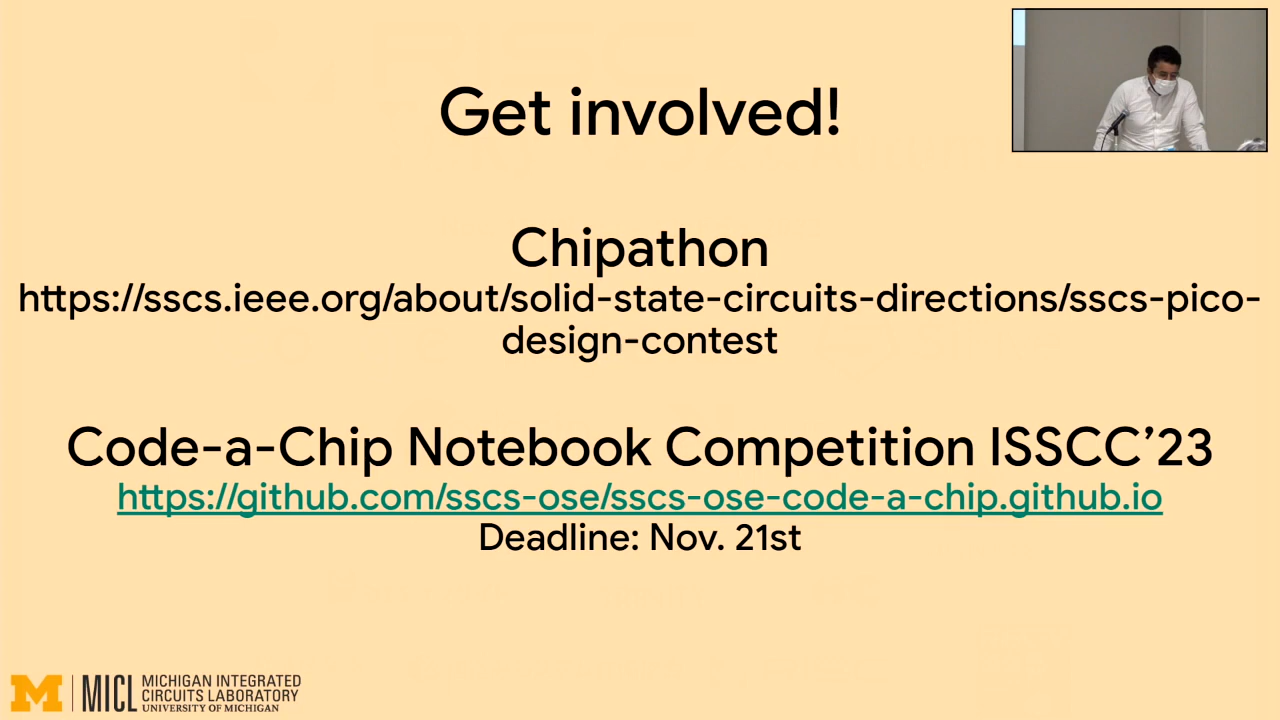 Get involved!
Chipathon
https://sscs.ieee.org/about/solid-state-circuits-directions/sscs-pico-
design-contest
Code-a-Chip Notebook Competition ISSCC’23
https://github.com/sscs-ose/sscs-ose-code-a-chip.github.io
Deadline: Nov. 21st
M MICL MICHIGAN INTEGRATED
CIRCUITS LABORATORY
UNIVERSITY OF MICHIGAN